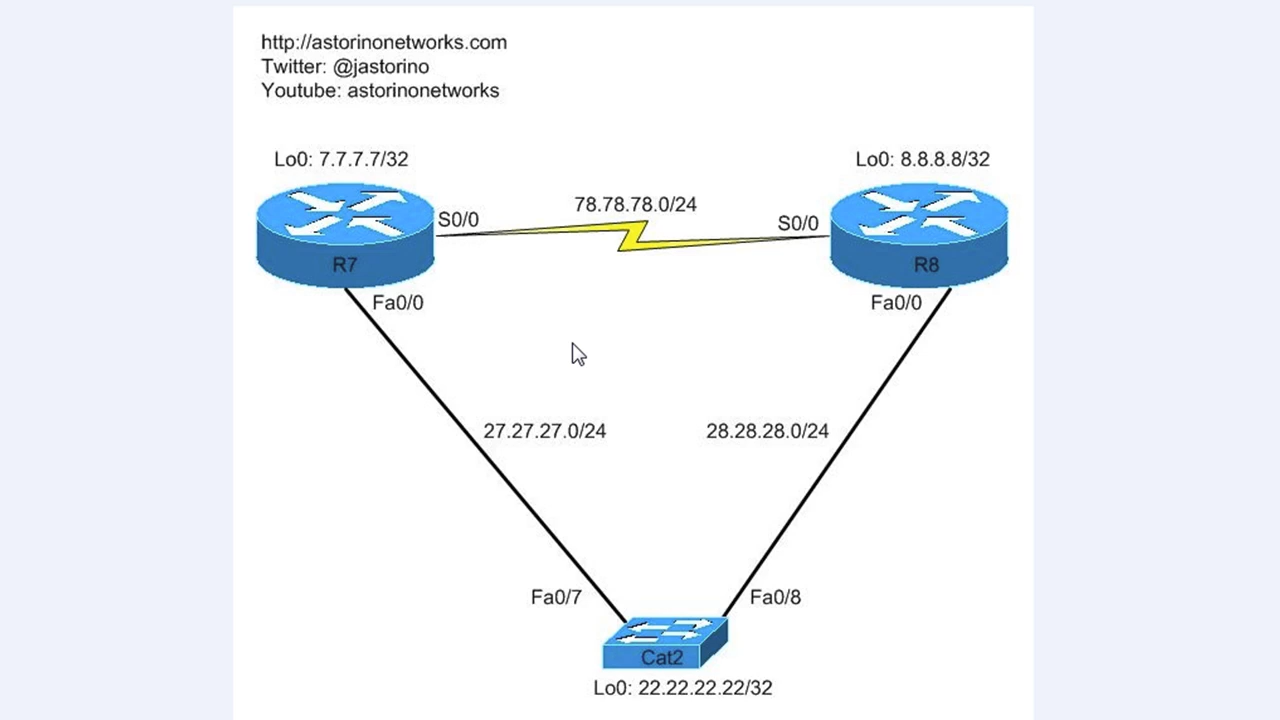 http://astorinonetworks.com
Twitter: @jastorino
Youtube: astorinonetworks
Lo0: 7.7.7.7/32
Lo0: 8.8.8.8/32
78.78.78.0/24
S0/0
S0/0
R7
R8
Fa0/0
Fa0/0
27.27.27.0/24
28.28.28.0/24
Fa0/7
Fa0/8
Cat2
Lo0: 22.22.22.22/32